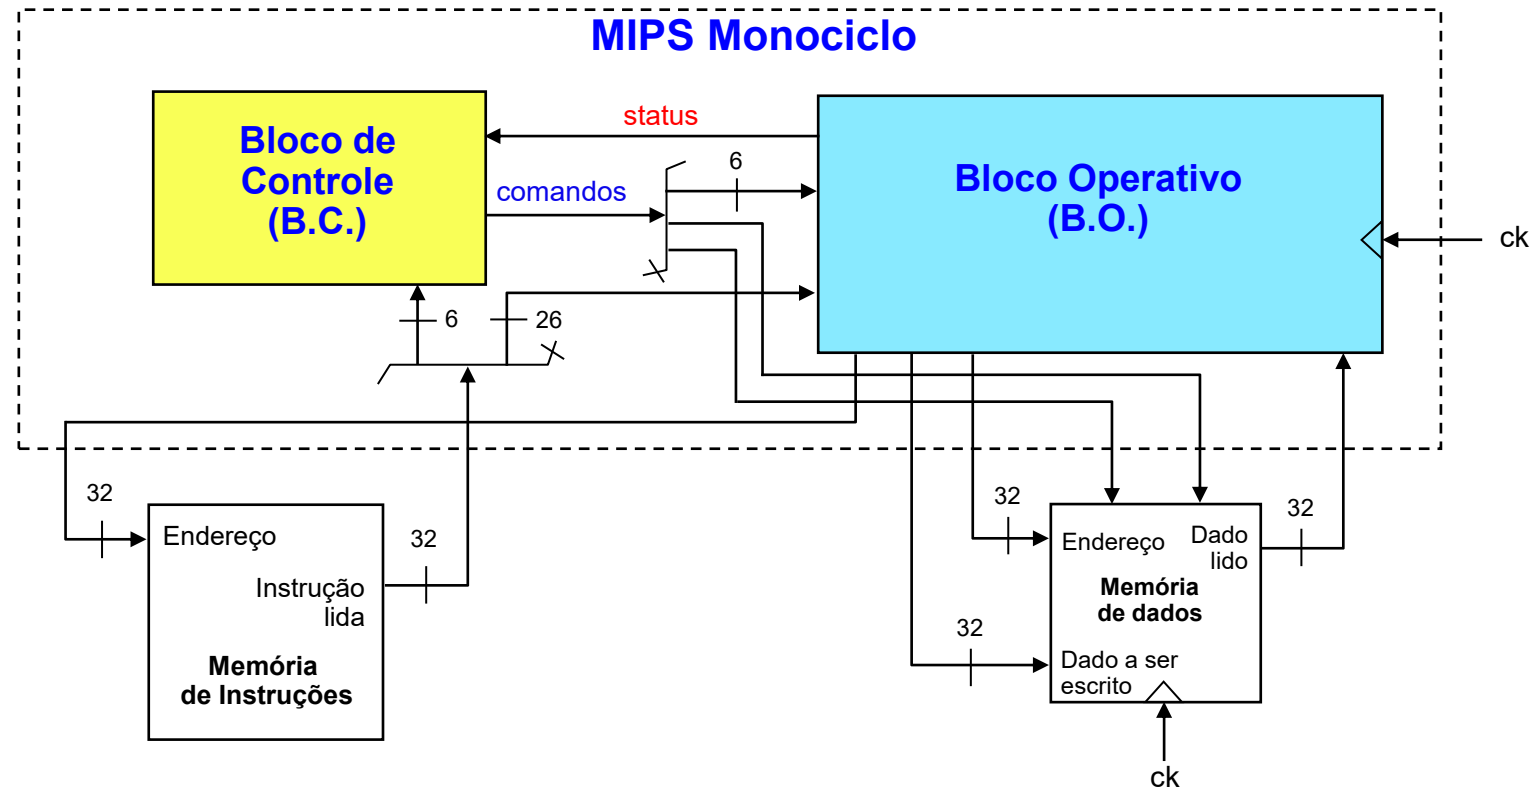 MIPS Monociclo
Bloco de
Controle
(B.C.)
status
comandos
6
Bloco Operativo
(B.O.)
ck
6
26
32
Endereço
Instrução
lida
Memória
de Instruções
32
32
Endereço
Dado
lido
Memória
de dados
32
Dado a ser
escrito
32
ck